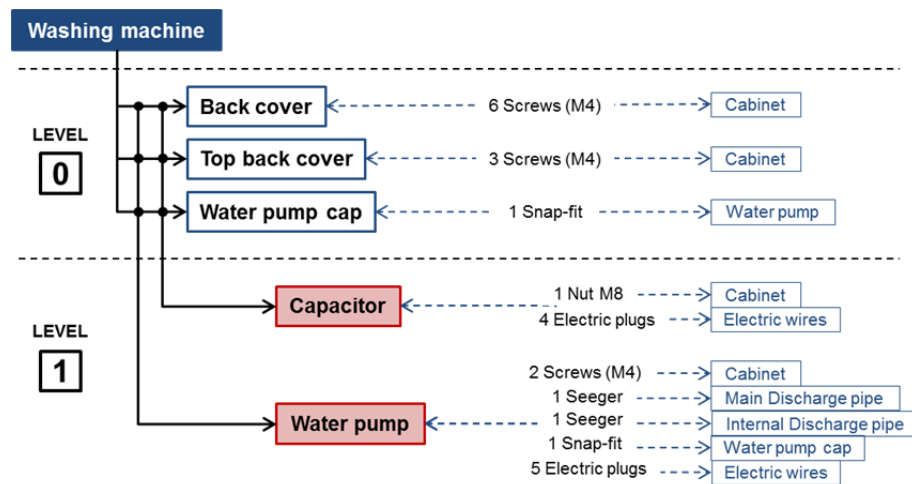 Washing machine
LEVEL
0
Back cover
6 Screws (M4)
Cabinet
Top back cover
3 Screws (M4)
Cabinet
Water pump cap
1 Snap-fit
Water pump
LEVEL
1
Capacitor
1 Nut M8
Cabinet
4 Electric plugs
Electric wires
Water pump
2 Screws (M4)
Cabinet
1 Seeger
Main Discharge pipe
1 Seeger
Internal Discharge pipe
1 Snap-fit
Water pump cap
5 Electric plugs
Electric wires